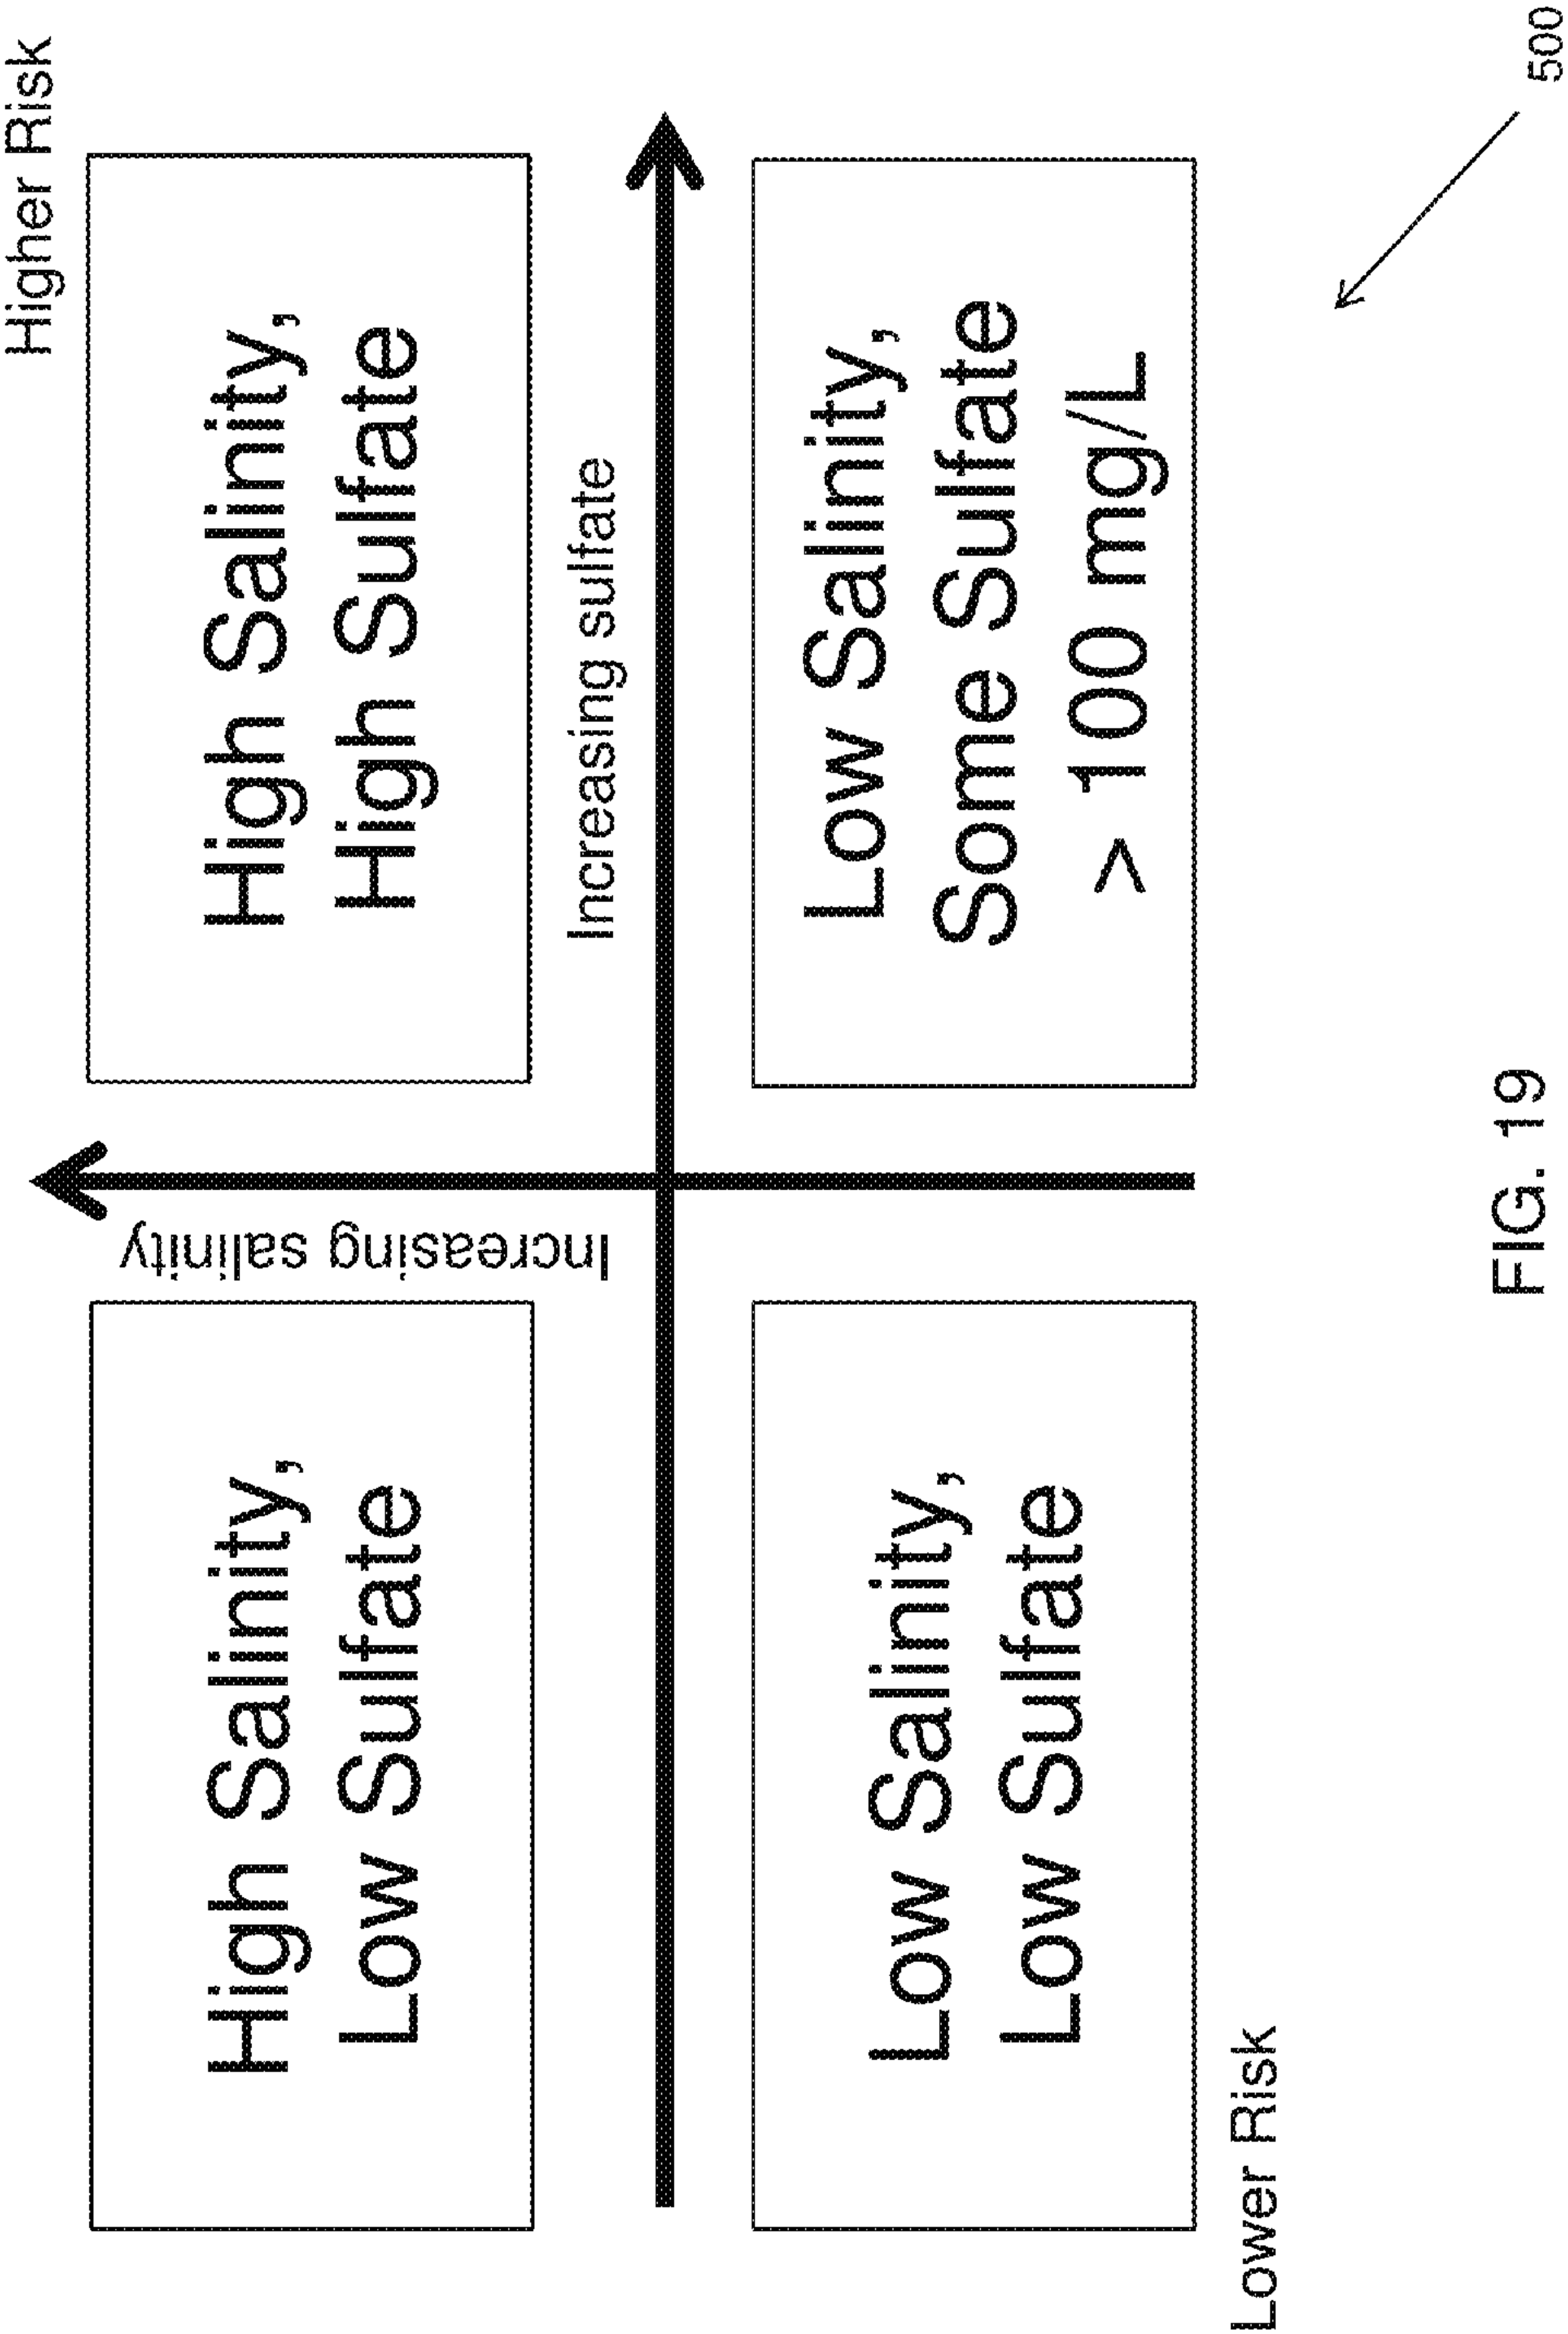 Higher Risk
High Salinity,
Low Sulfate
High Salinity,
High Sulfate
Increasing salinity
Increasing sulfate
Low Salinity,
Low Sulfate
Low Salinity,
Some Sulfate
> 100 mg/L
Lower Risk
500
FIG. 19